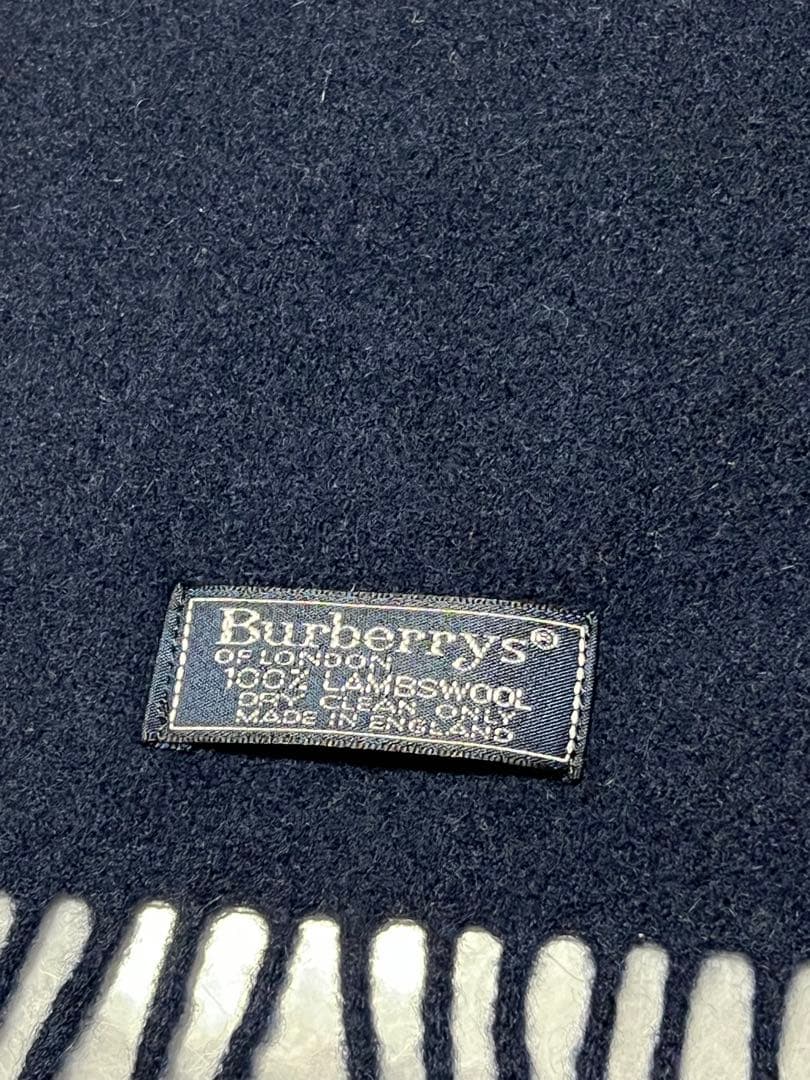 Burberrys®
OF LONDON
100% LAMBSWOOL
DRY CLEAN ONLY
MADE IN ENGLAND